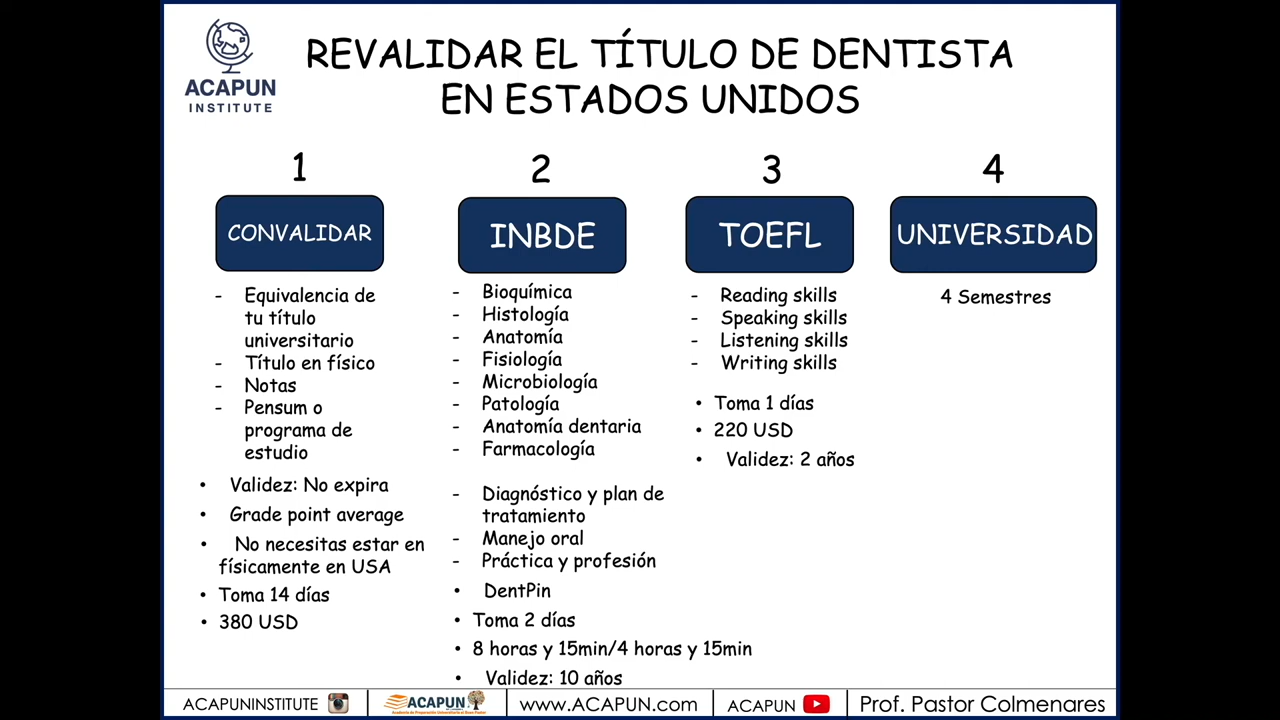 ACAPUN
INSTITUTE
REVALIDAR EL TÍTULO DE DENTISTA
EN ESTADOS UNIDOS
1
CONVALIDAR
- Equivalencia de
tu título
universitario
- Título en físico
- Notas
- Pensum o
programa de
estudio
• Validez: No expira
• Grade point average
• No necesitas estar en
físicamente en USA
• Toma 14 días
• 380 USD
2
INBDE
- Bioquímica
- Histología
- Anatomía
- Fisiología
- Microbiología
- Patología
- Anatomía dentaria
- Farmacología
- Diagnóstico y plan de
tratamiento
- Manejo oral
- Práctica y profesión
• DentPin
• Toma 2 días
• 8 horas y 15min/4 horas y 15min
• Validez: 10 años
3
TOEFL
- Reading skills
- Speaking skills
- Listening skills
- Writing skills
• Toma 1 días
• 220 USD
• Validez: 2 años
4
UNIVERSIDAD
4 Semestres
ACAPUNINSTITUTE
ACAPUN
www.ACAPUN.com
ACAPUN
Prof. Pastor Colmenares